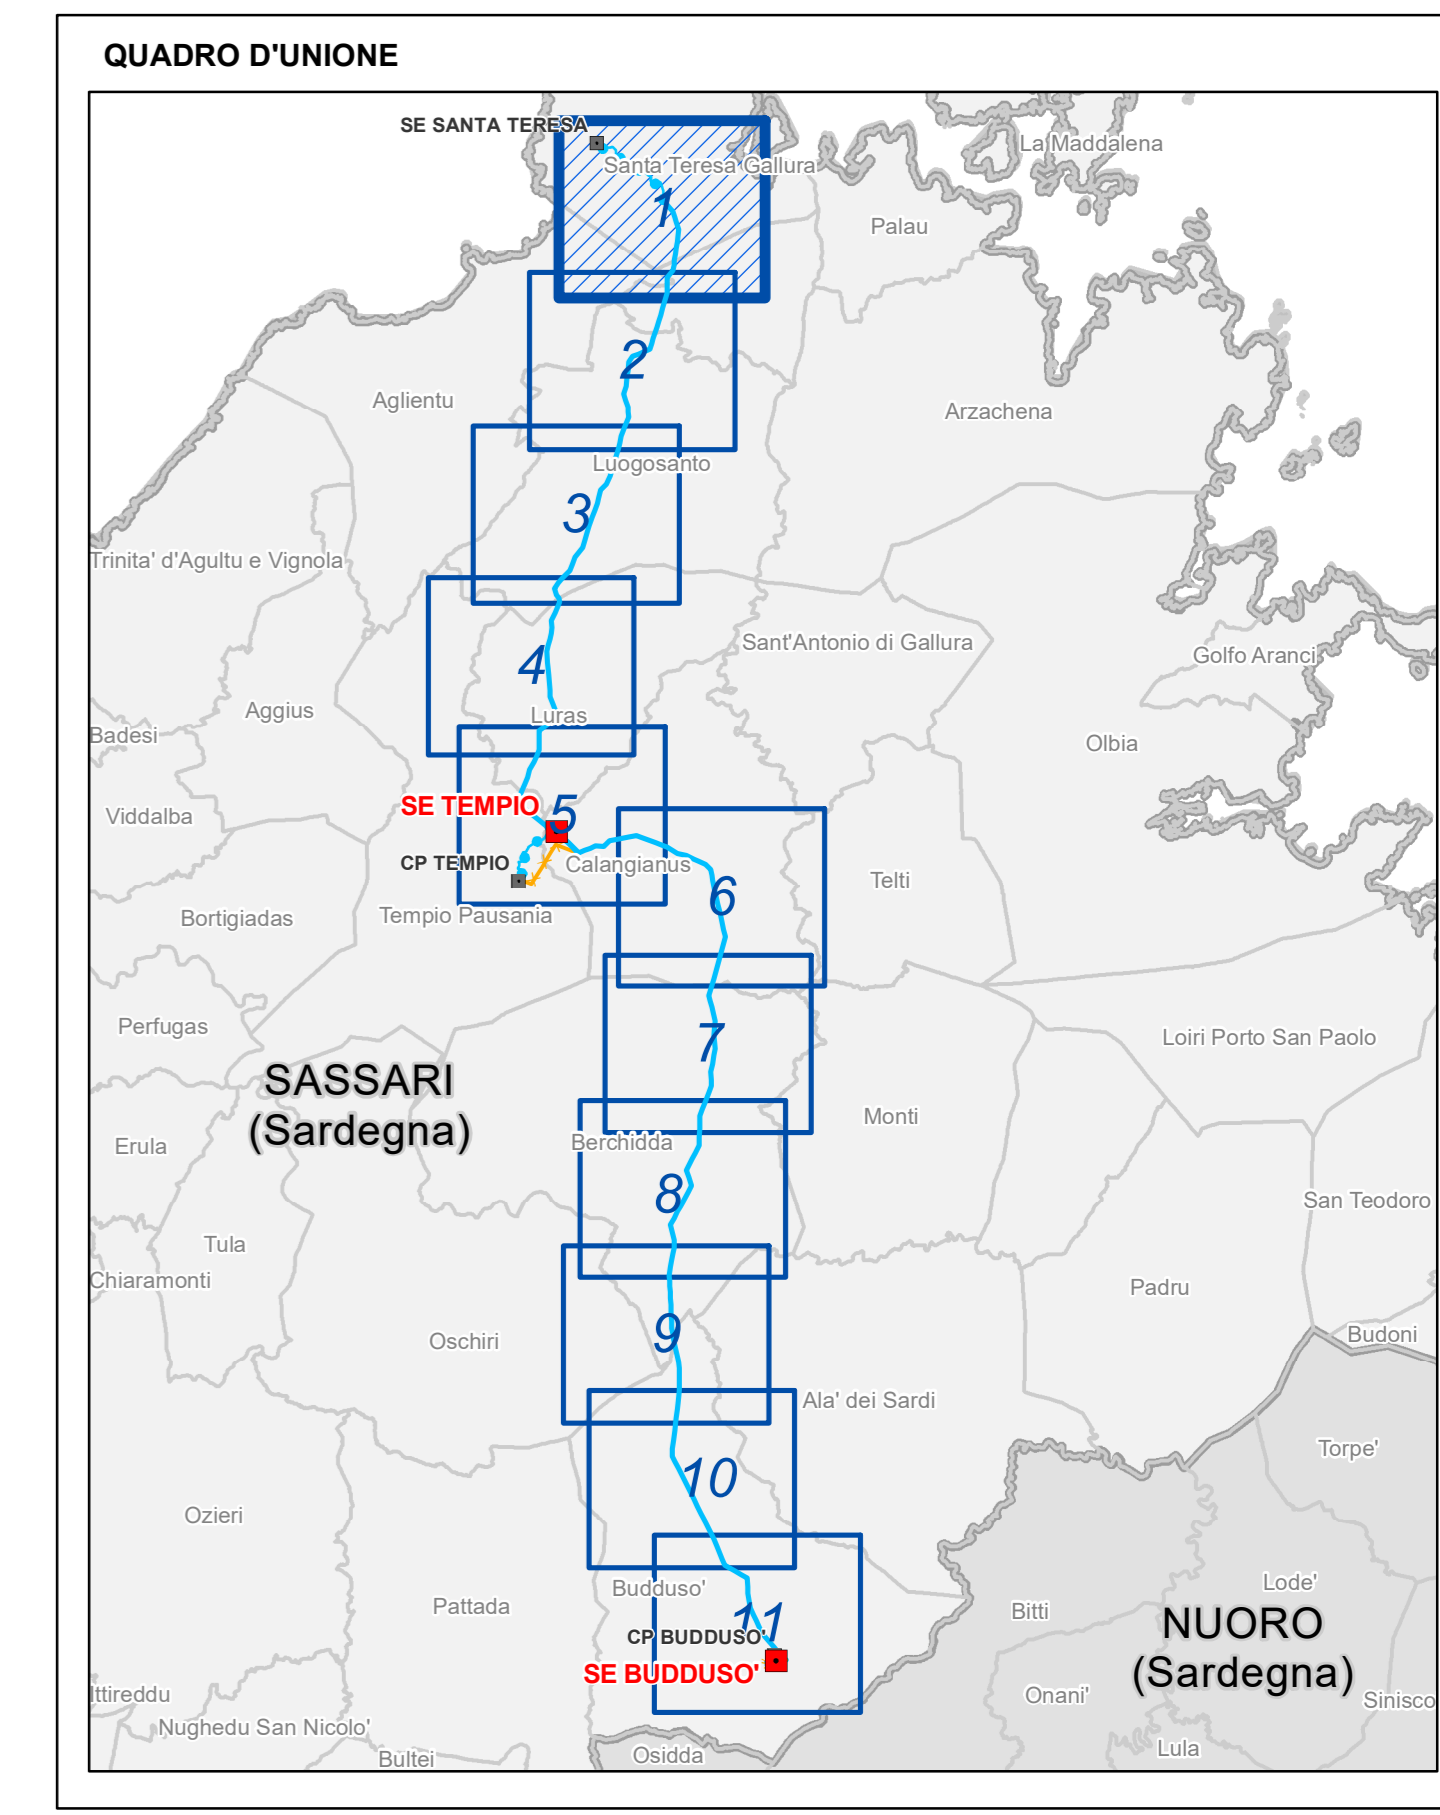 QUADRO D'UNIONE
SE SANTA TERESA
La Maddalena
Santa Teresa Gallura
1
Palau
2
Aglientu
Arzachena
Luogosanto
3
Trinita' d'Agultu e Vignola
Sant'Antonio di Gallura
Golfo Aranci
4
Aggius
Luras
Badesi
Olbia
SE TEMPIO
5
Viddalba
CP TEMPIO
Calangianus
Telti
6
Tempio Pausania
Bortigiadas
Perfugas
Loiri Porto San Paolo
7
SASSARI
(Sardegna)
Monti
Erula
Berchidda
8
San Teodoro
Tula
Chiaramonti
Padru
9
Oschiri
Budoni
Ala' dei Sardi
Torpe'
10
Ozieri
Budduso'
Lode'
Pattada
Bitti
11
NUORO
(Sardegna)
CP BUDDUSO'
SE BUDDUSO'
Ittireddu
Onani'
Sinisco
Nughedu San Nicolo'
Bultei
Osidda
Lula